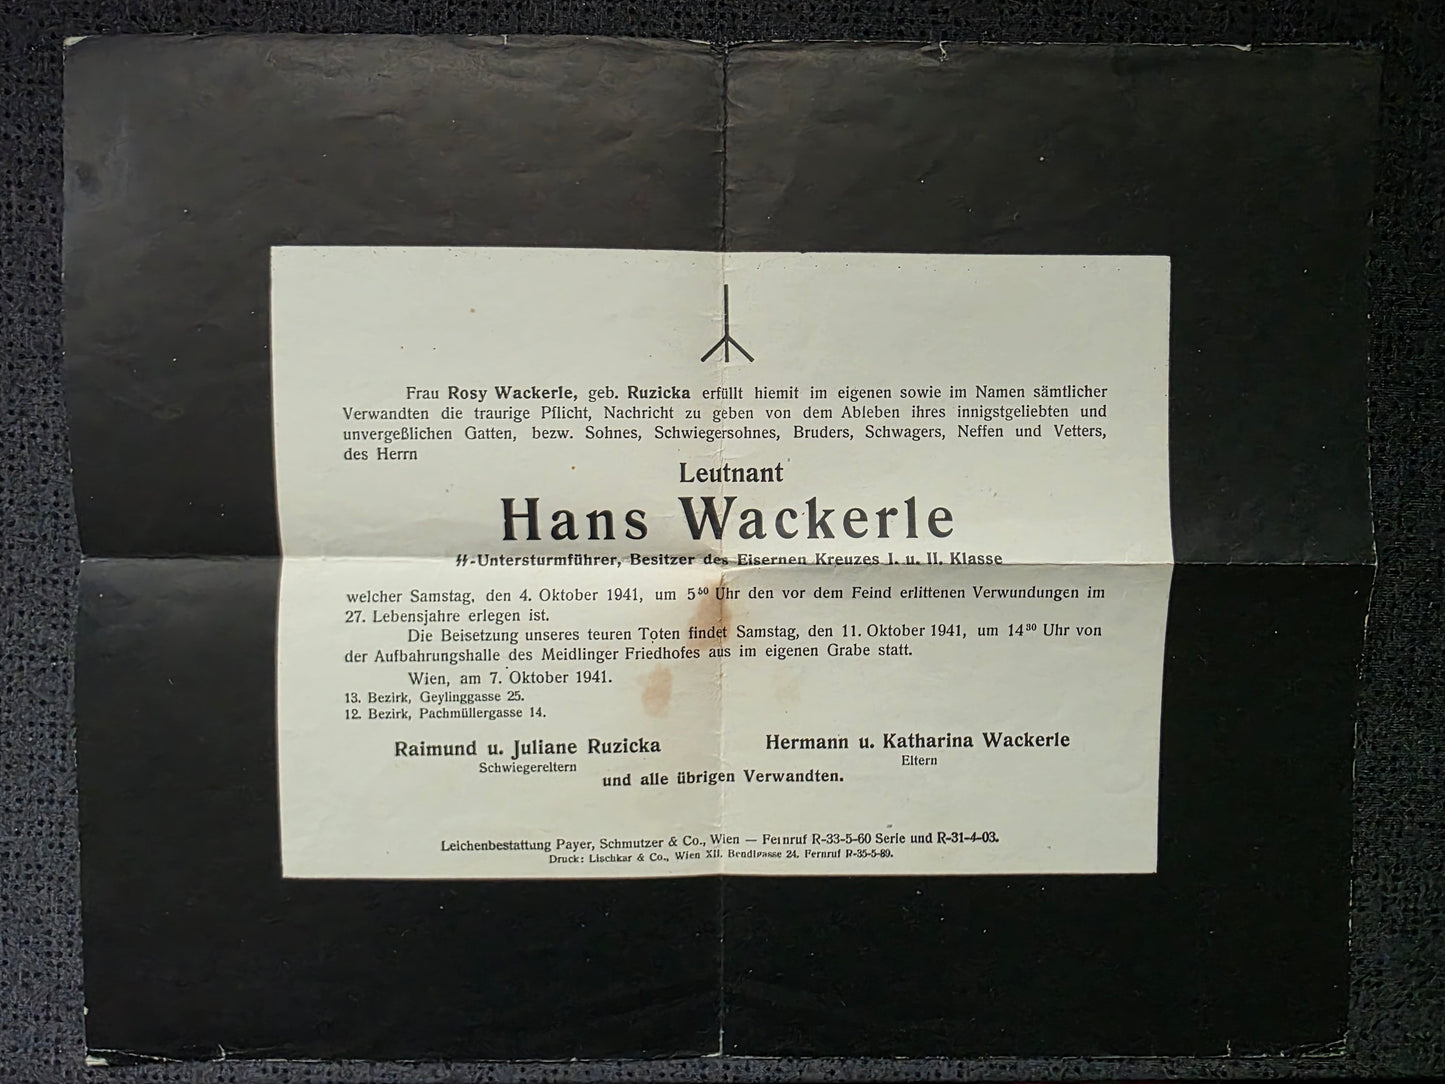 Frau Rosy Wackerle, geb. Ruzicka erfüllt hiemit im eigenen sowie im Namen sämtlicher
Verwandten die traurige Pflicht, Nachricht zu geben von dem Ableben ihres innigstgeliebten und
unvergeßlichen Gatten, bezw. Sohnes, Schwiegersohnes, Bruders, Schwagers, Neffen und Vetters,
des Herrn
Leutnant
Hans Wackerle
ᛋᛋ-Untersturmführer, Besitzer des Eisernen Kreuzes I. u. II. Klasse
welcher Samstag, den 4. Oktober 1941, um 5⁵⁰ Uhr den vor dem Feind erlittenen Verwundungen im
27. Lebensjahre erlegen ist.
Die Beisetzung unseres teuren Toten findet Samstag, den 11. Oktober 1941, um 14³⁰ Uhr von
der Aufbahrungshalle des Meidlinger Friedhofes aus im eigenen Grabe statt.
Wien, am 7. Oktober 1941.
13. Bezirk, Geylinggasse 25.
12. Bezirk, Pachmüllergasse 14.
Raimund u. Juliane Ruzicka
Schwiegereltern
Hermann u. Katharina Wackerle
Eltern
und alle übrigen Verwandten.
Leichenbestattung Payer, Schmutzer & Co., Wien — Fernruf R-33-5-60 Serie und R-31-4-03.
Druck: Lischkar & Co., Wien XII. Bendlgasse 24. Fernruf R-35-5-89.